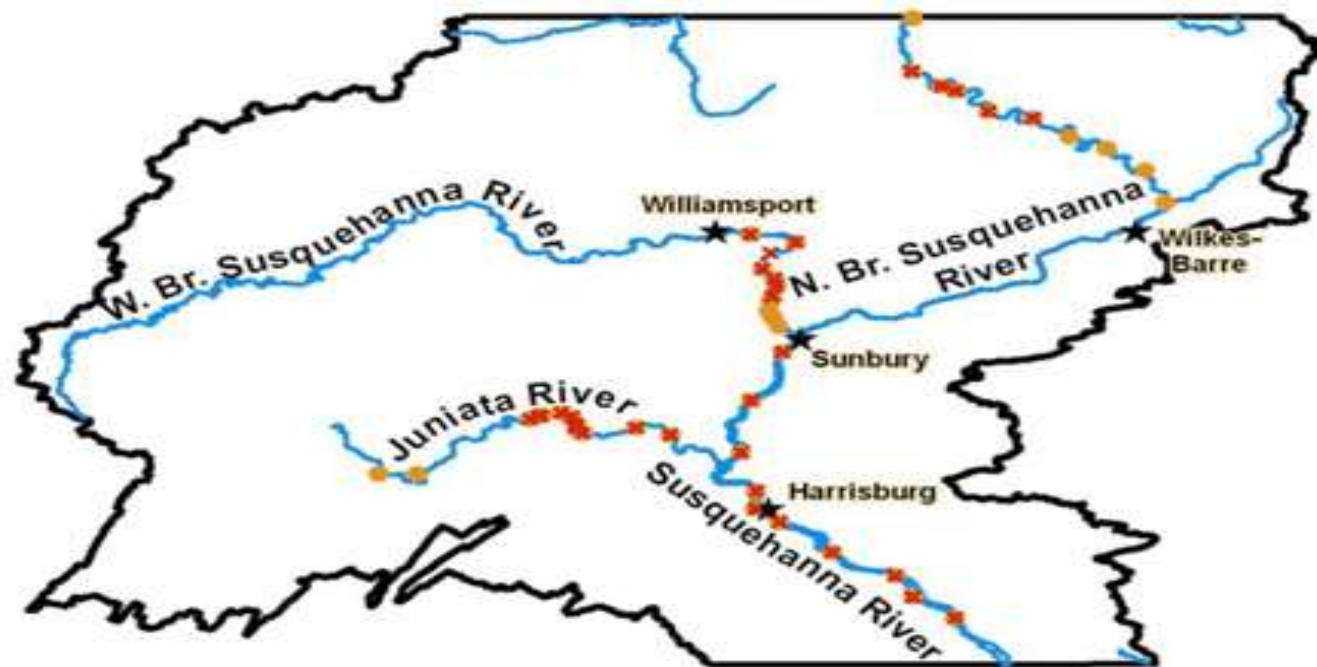 Williamsport
W. Br. Susquehanna River
N. Br. Susquehanna
River
Wilkes-
Barre
Sunbury
Juniata River
Harrisburg
Susquehanna River